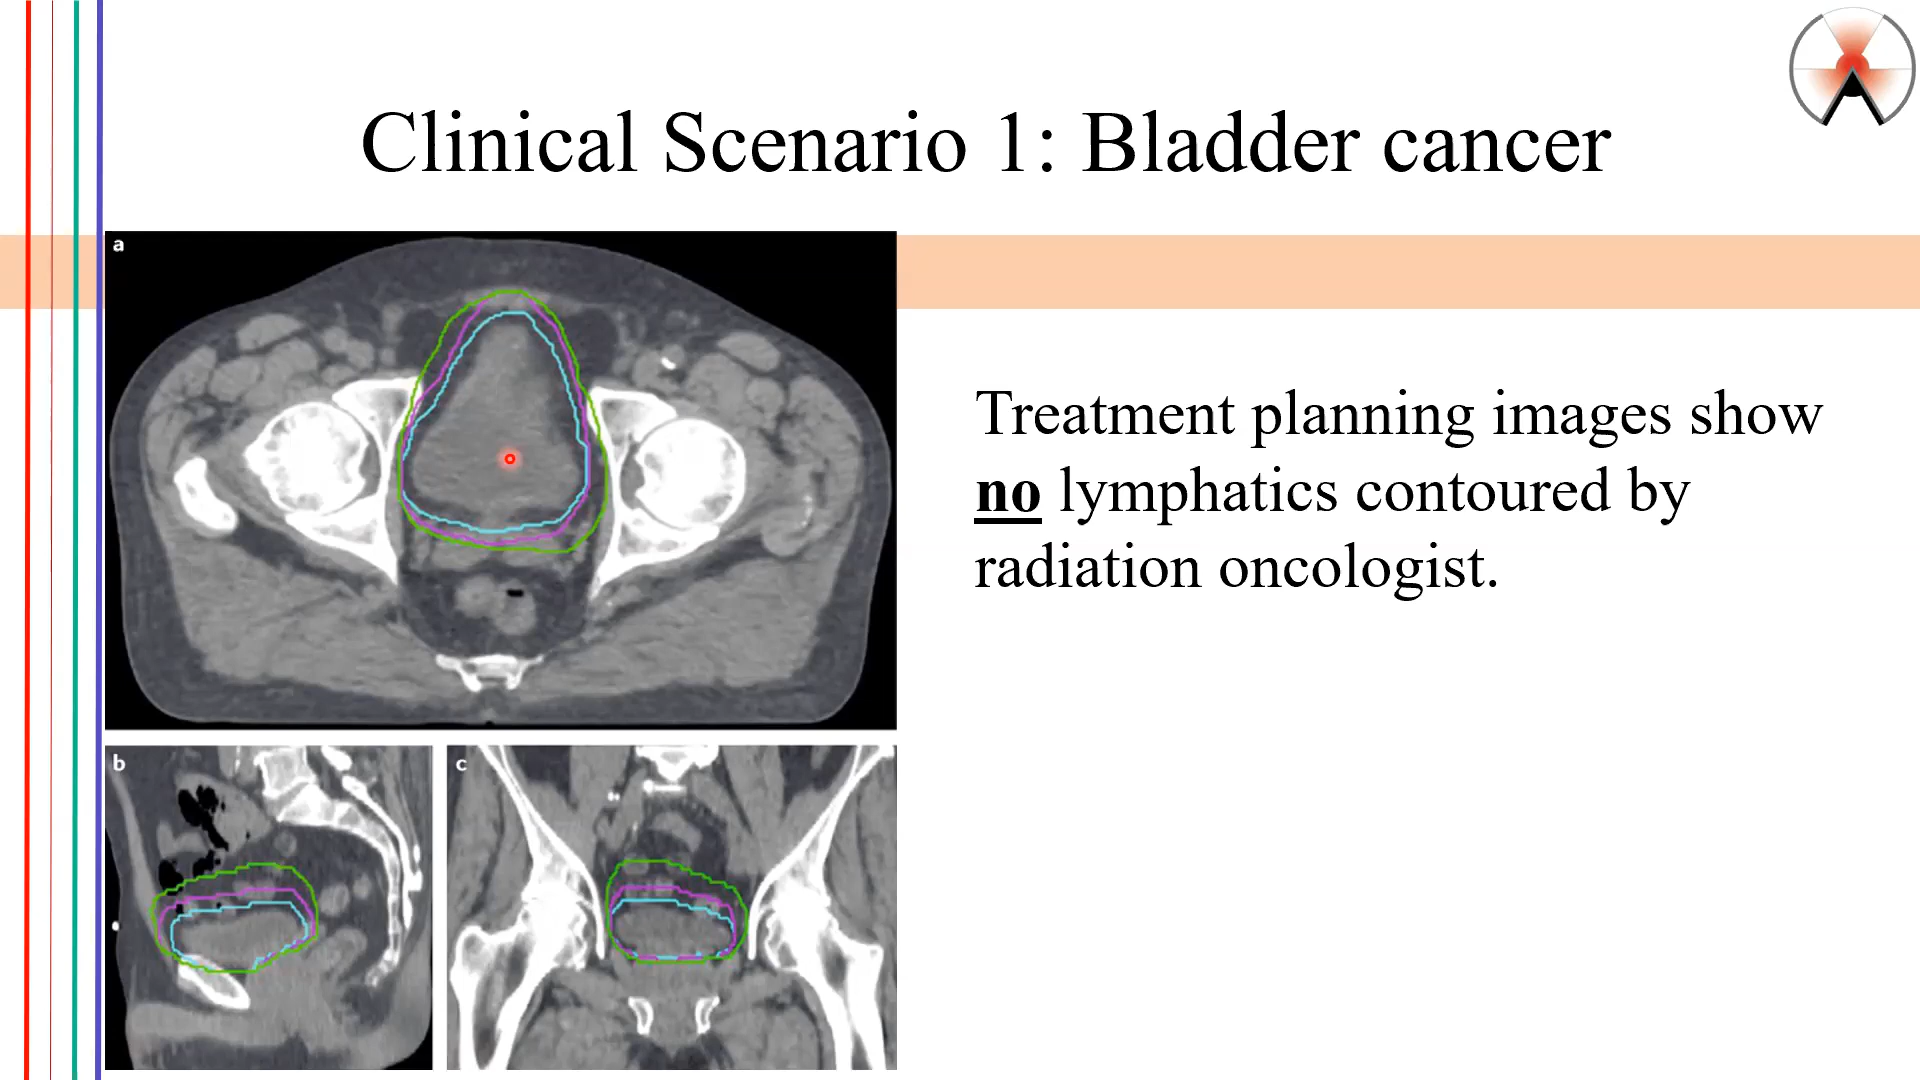 Clinical Scenario 1: Bladder cancer
a
Treatment planning images show
no lymphatics contoured by
radiation oncologist.
b
c